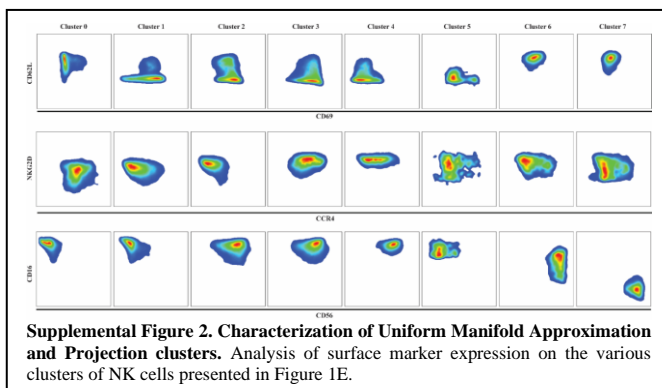 Cluster 0 Cluster 1 Cluster 2 Cluster 3 Cluster 4 Cluster 5 Cluster 6 Cluster 7
CD62L
CD69
NKG2D
CCR4
CD16
CD56
Supplemental Figure 2. Characterization of Uniform Manifold Approximation
and Projection clusters. Analysis of surface marker expression on the various
clusters of NK cells presented in Figure 1E.